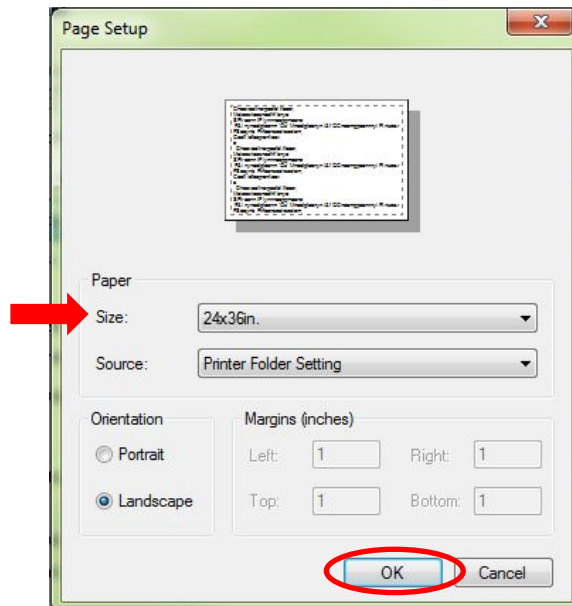 Page Setup
Paper
Size: 24x36in.
Source: Printer Folder Setting
Orientation Margins (inches)
Portrait Left: 1 Right: 1
Landscape Top: 1 Bottom: 1
OK Cancel